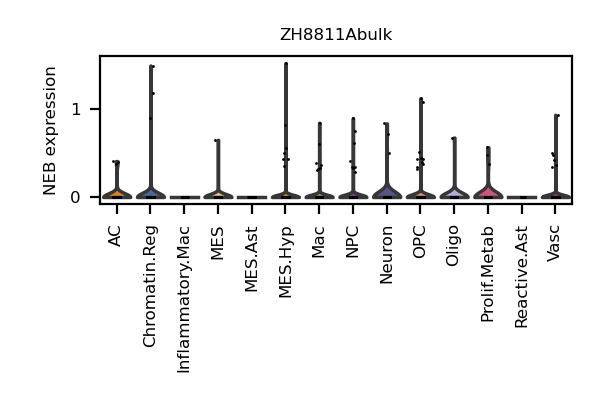 ZH8811Abulk
NEB expression
1
0
AC
Chromatin.Reg
Inflammatory.Mac
MES
MES.Ast
MES.Hyp
Mac
NPC
Neuron
OPC
Oligo
Prolif.Metab
Reactive.Ast
Vasc